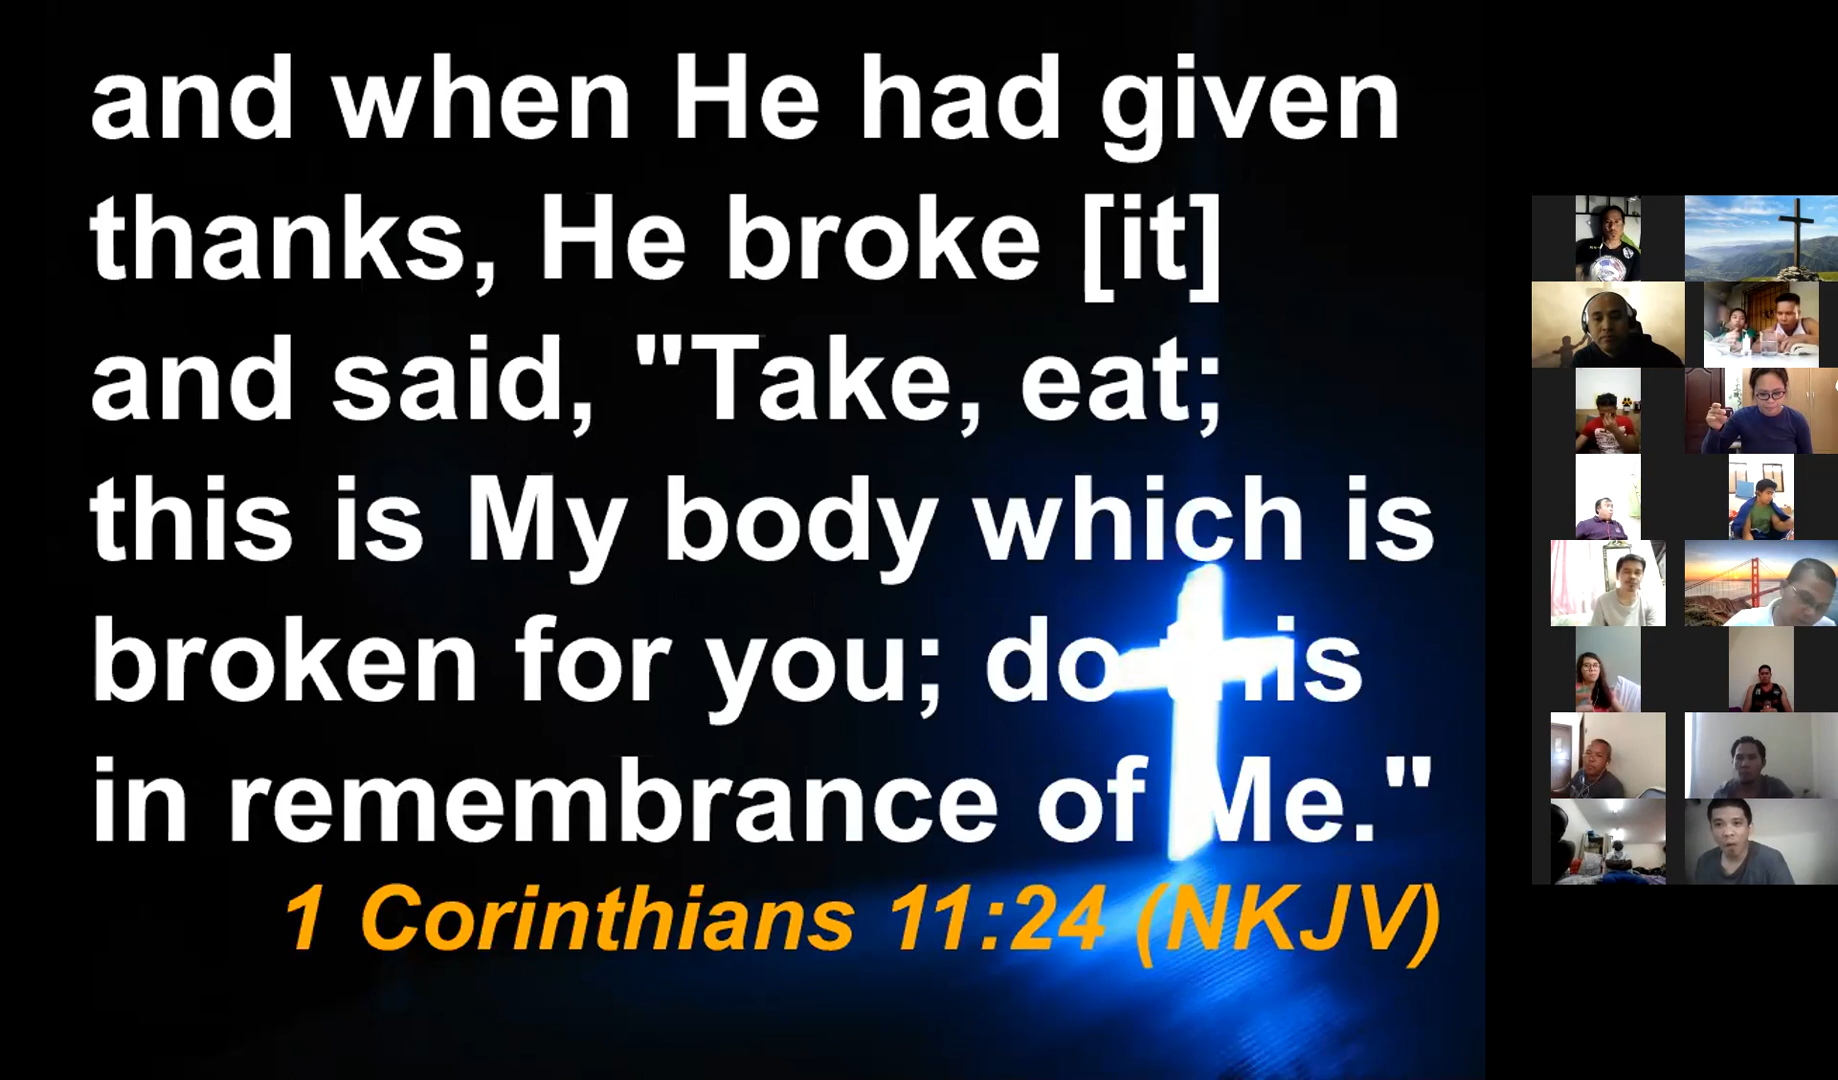 and when He had given
thanks, He broke [it]
and said, "Take, eat;
this is My body which is
broken for you; do this
in remembrance of Me."
1 Corinthians 11:24 (NKJV)